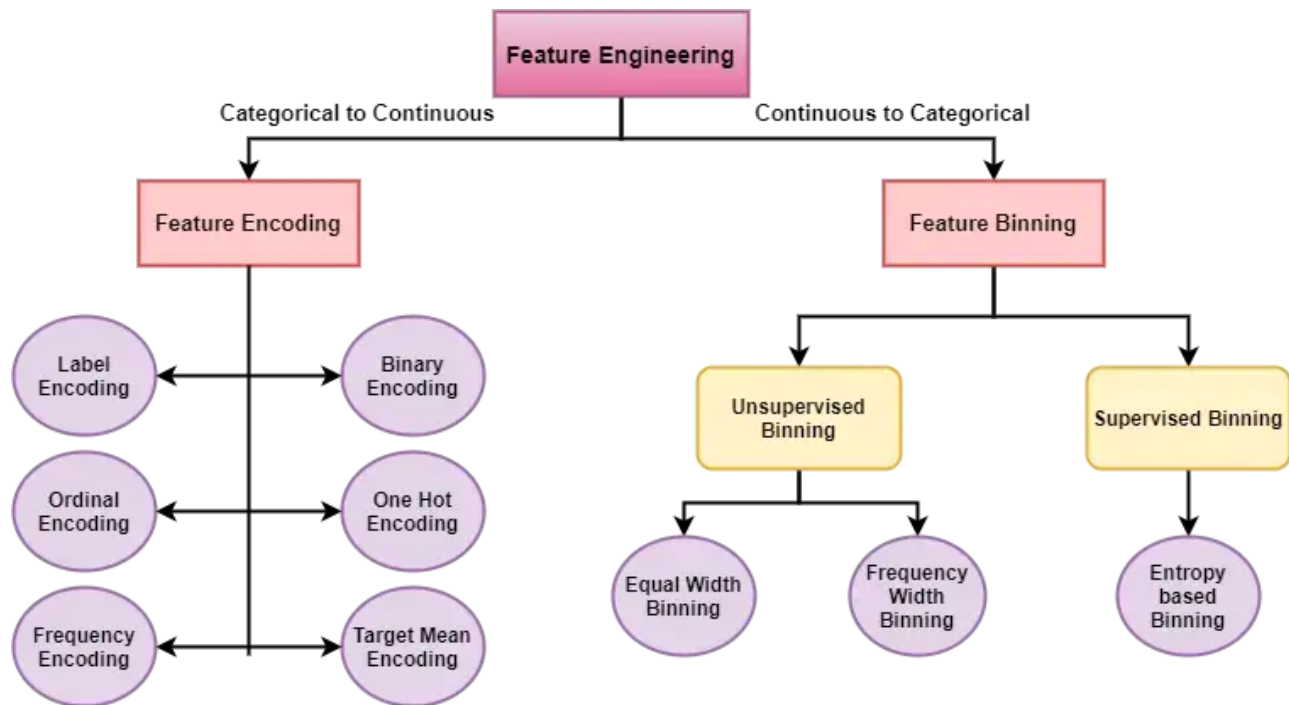 Feature Engineering
Categorical to Continuous
Continuous to Categorical
Feature Encoding
Feature Binning
Label
Encoding
Binary
Encoding
Ordinal
Encoding
One Hot
Encoding
Frequency
Encoding
Target Mean
Encoding
Unsupervised
Binning
Supervised Binning
Equal Width
Binning
Frequency
Width
Binning
Entropy
based
Binning